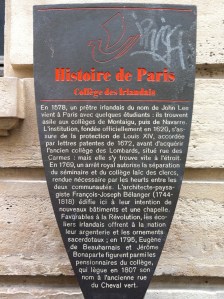 Histoire de Paris
Collège des Irlandais
En 1578, un prêtre irlandais du nom de John Lee
vient à Paris avec quelques étudiants : ils trouvent
asile aux collèges de Montaigu, puis de Navarre.
L'institution, fondée officiellement en 1620, s'as-
sure de la protection de Louis XIV, accordée
par lettres patentes de 1672, avant d'acquérir
l'ancien collège des Lombards, situé rue des
Carmes : mais elle s'y trouve vite à l'étroit.
En 1769, un arrêt royal autorise la séparation
du séminaire et du collège laïc des clercs,
rendue nécessaire par les heurts entre les
deux communautés. L'architecte-paysa-
giste François-Joseph Bélanger (1744-
1818) édifie ici à leur intention de
nouveaux bâtiments et une chapelle.
Favorables à la Révolution, les éco-
liers irlandais offrent à la nation
leur argenterie et les ornements
sacerdotaux ; en 1795, Eugène
de Beauharnais et Jérôme
Bonaparte figurent parmi les
pensionnaires du collège,
qui lègue en 1807 son
nom à l'ancienne rue
du Cheval vert.